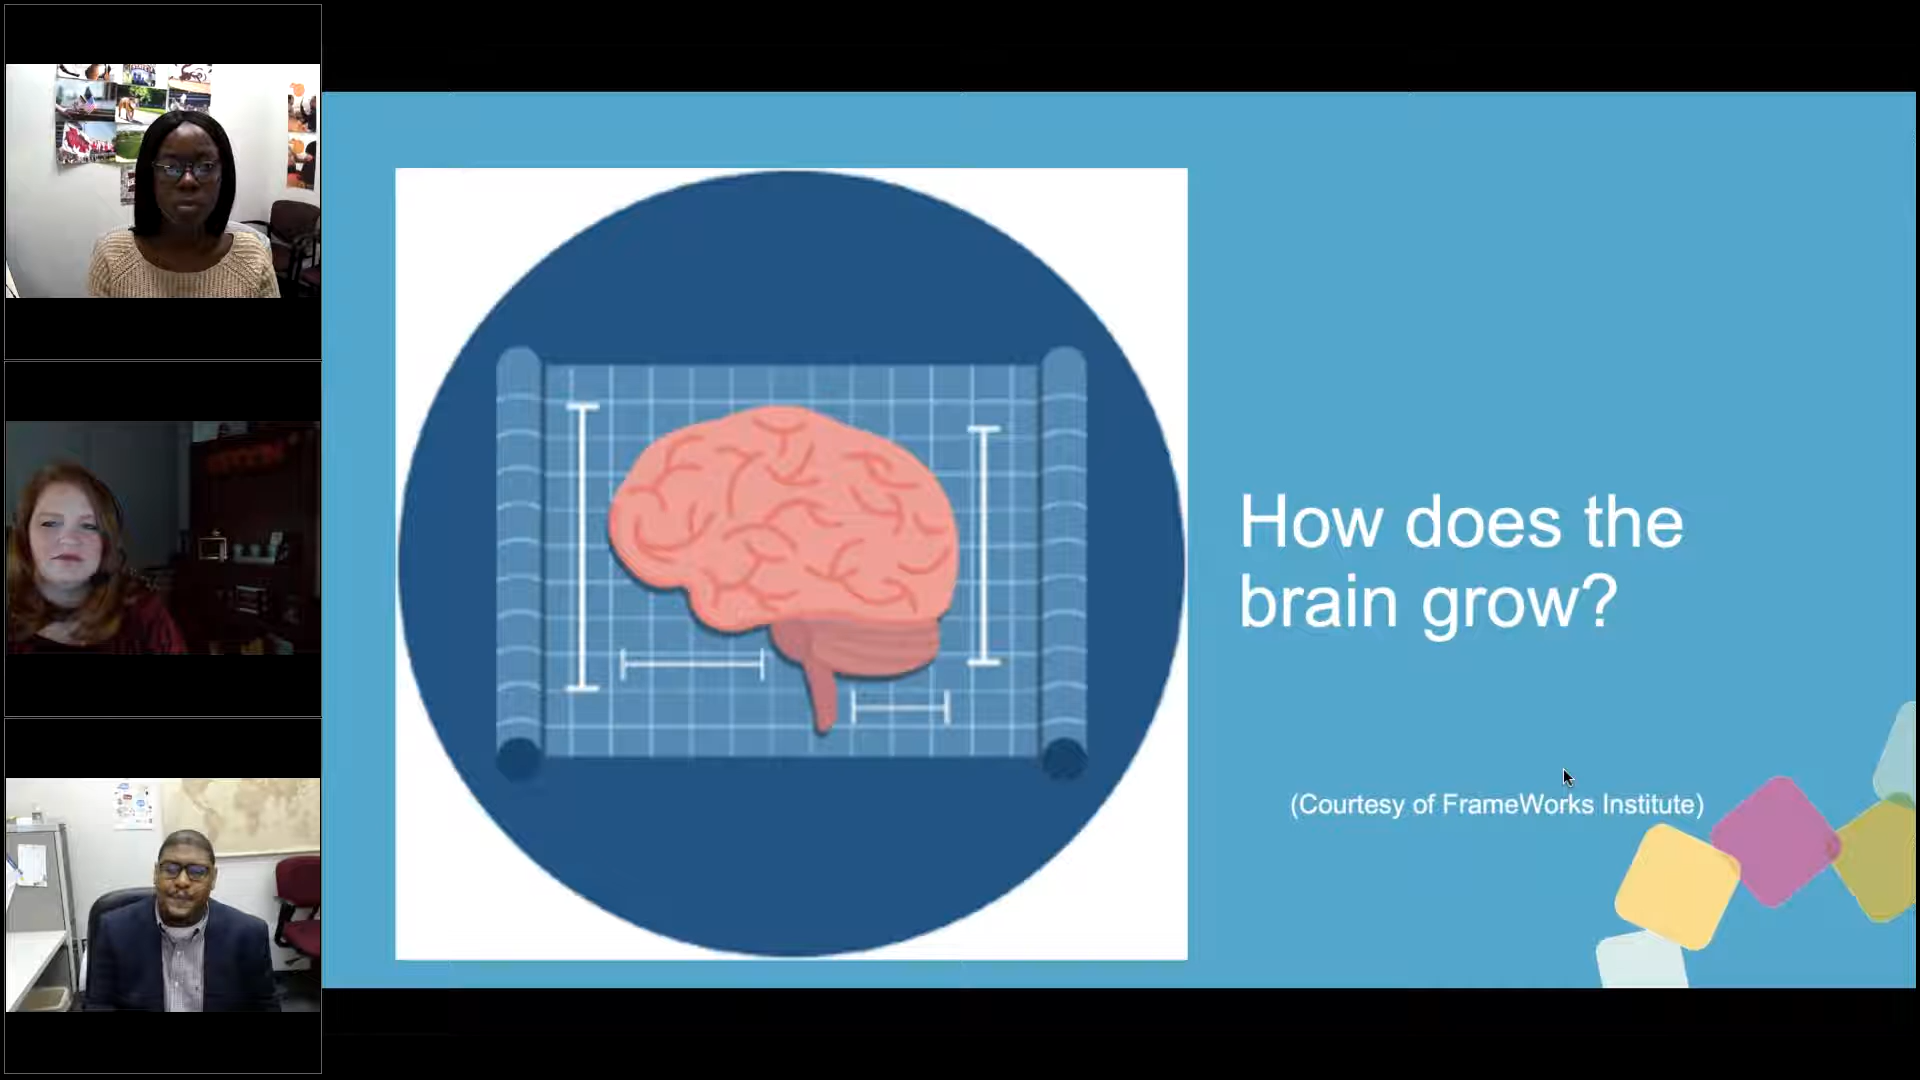 How does the
brain grow?
(Courtesy of FrameWorks Institute)